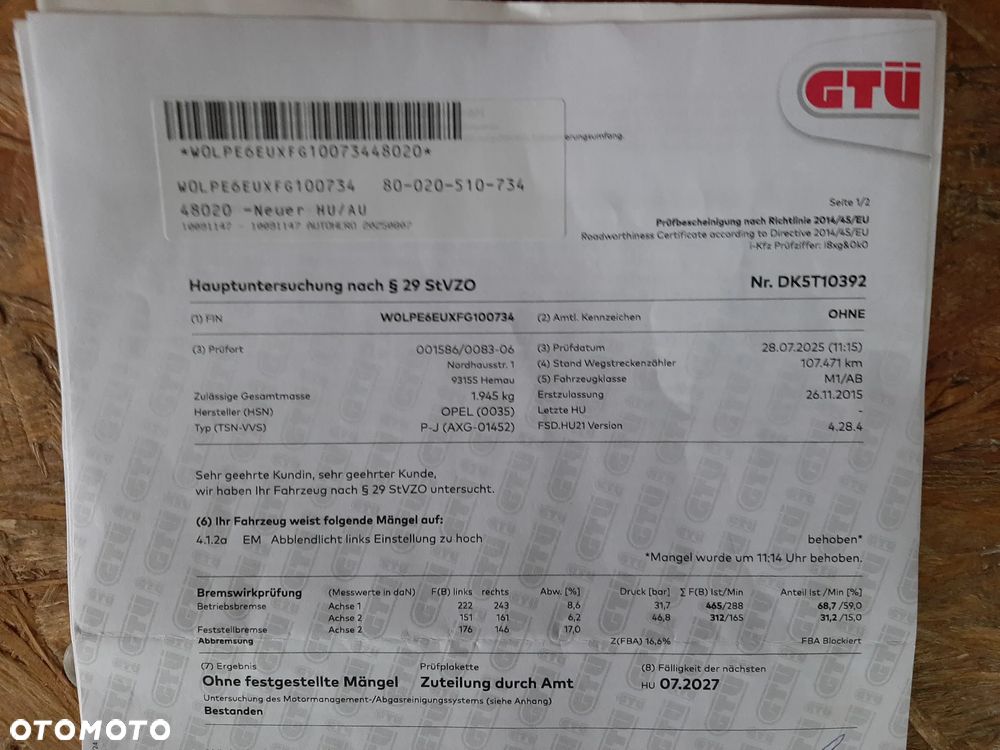 GTÜ
erungsumfang.
*W0LPE6EUXFG10073448020*
W0LPE6EUXFG100734 80-020-510-734
48020 -Neuer HU/AU
10091147 - 10091147 AUTOHERO 20250807
Seite 1/2
Prüfbescheinigung nach Richtlinie 2014/45/EU
Roadworthiness Certificate according to Directive 2014/45/EU
i-Kfz Prüfziffer: i8xg&0k0
Hauptuntersuchung nach § 29 StVZO Nr. DK5T10392
(1) FIN W0LPE6EUXFG100734 (2) Amtl. Kennzeichen OHNE
(3) Prüfort 001586/0083-06 (3) Prüfdatum 28.07.2025 (11:15)
Nordhausstr. 1 (4) Stand Wegstreckenzähler 107.471 km
93155 Hemau (5) Fahrzeugklasse M1/AB
Zulässige Gesamtmasse 1.945 kg Erstzulassung 26.11.2015
Hersteller (HSN) OPEL (0035) Letzte HU -
Typ (TSN-VVS) P-J (AXG-01452) FSD.HU21 Version 4.28.4
Sehr geehrte Kundin, sehr geehrter Kunde,
wir haben Ihr Fahrzeug nach § 29 StVZO untersucht.
(6) Ihr Fahrzeug weist folgende Mängel auf:
4.1.2a EM Abblendlicht links Einstellung zu hoch behoben*
*Mangel wurde um 11:14 Uhr behoben.
Bremswirkprüfung (Messwerte in daN) F(B) links rechts Abw. [%] Druck [bar] Σ F(B) Ist/Min Anteil Ist /Min [%]
Betriebsbremse Achse 1 222 243 8,6 31,7 465/288 68,7 /59,0
Achse 2 151 161 6,2 46,8 312/165 31,2 /15,0
Feststellbremse Achse 2 176 146 17,0
Abbremsung Z(FBA) 16,6% FBA Blockiert
(7) Ergebnis Prüfplakette (8) Fälligkeit der nächsten
Ohne festgestellte Mängel Zuteilung durch Amt HU 07.2027
Untersuchung des Motormanagement-/Abgasreinigungssystems (siehe Anhang)
Bestanden
OTOMOTO